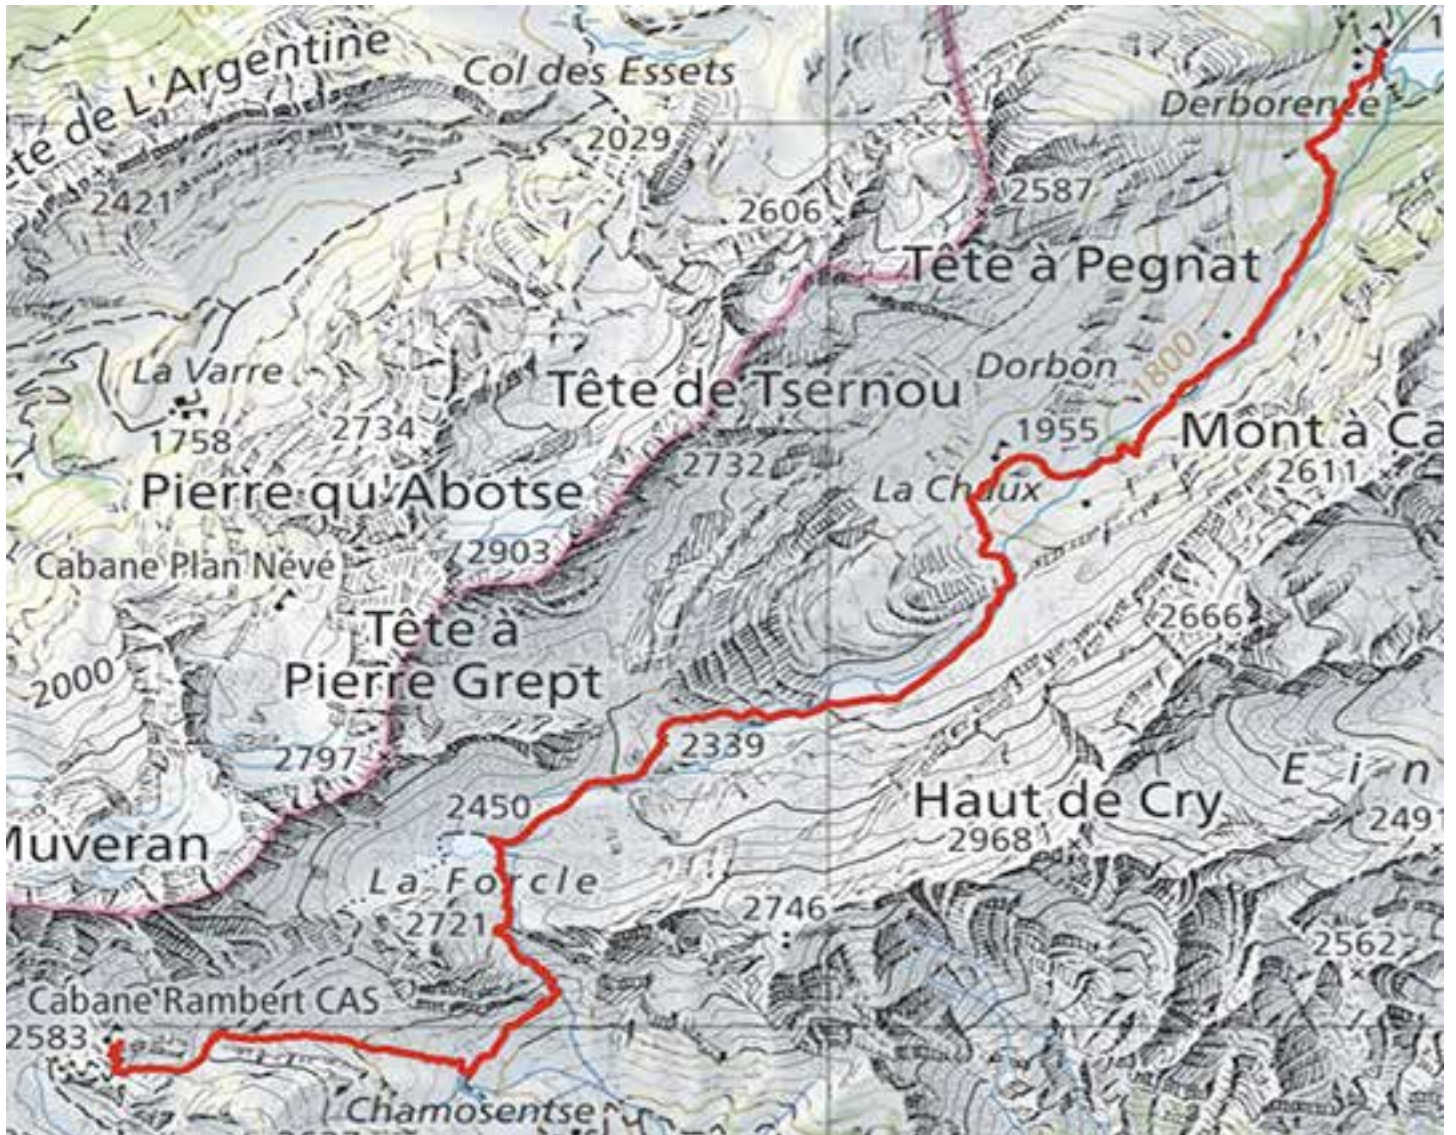 Col des Essets
ête de L'Argentine
2029
Derborence
2421
2606
2587
Tête à Pegnat
La Varre
1758
2734
Tête de Tsernou
Dorbon
1800
1955
Mont à Ca
2611
2732
La Chaux
Pierre qu'Abotse
2903
Cabane Plan Névé
2000
Tête à
Pierre Grept
2666
2797
2339
2450
Haut de Cry
2968
E i n
2491
Muveran
La Forcle
2721
2746
2562
Cabane Rambert CAS
2583
Chamosentse